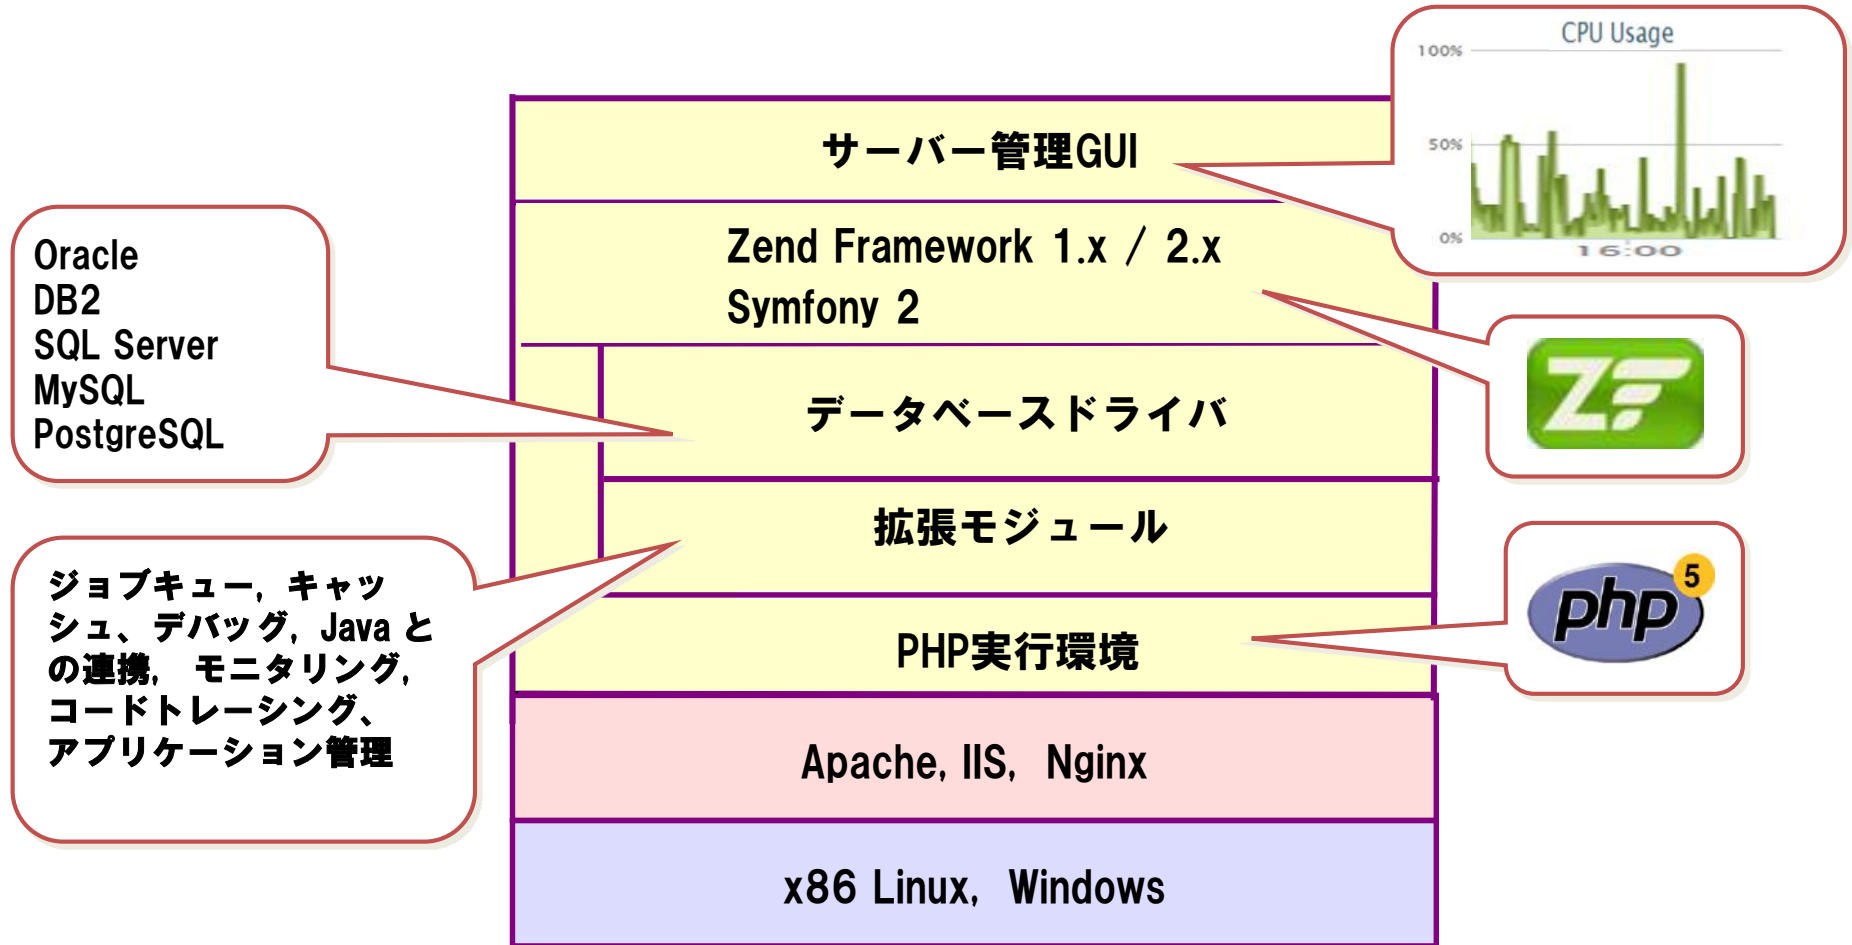 CPU Usage
100%
50%
0%
16:00
サーバー管理GUI
Zend Framework 1.x / 2.x
Symfony 2
Oracle
DB2
SQL Server
MySQL
PostgreSQL
ZF
データベースドライバ
拡張モジュール
ジョブキュー, キャッ
シュ、デバッグ, Java と
の連携, モニタリング,
コードトレーシング、
アプリケーション管理
php 5
PHP実行環境
Apache, IIS, Nginx
x86 Linux, Windows